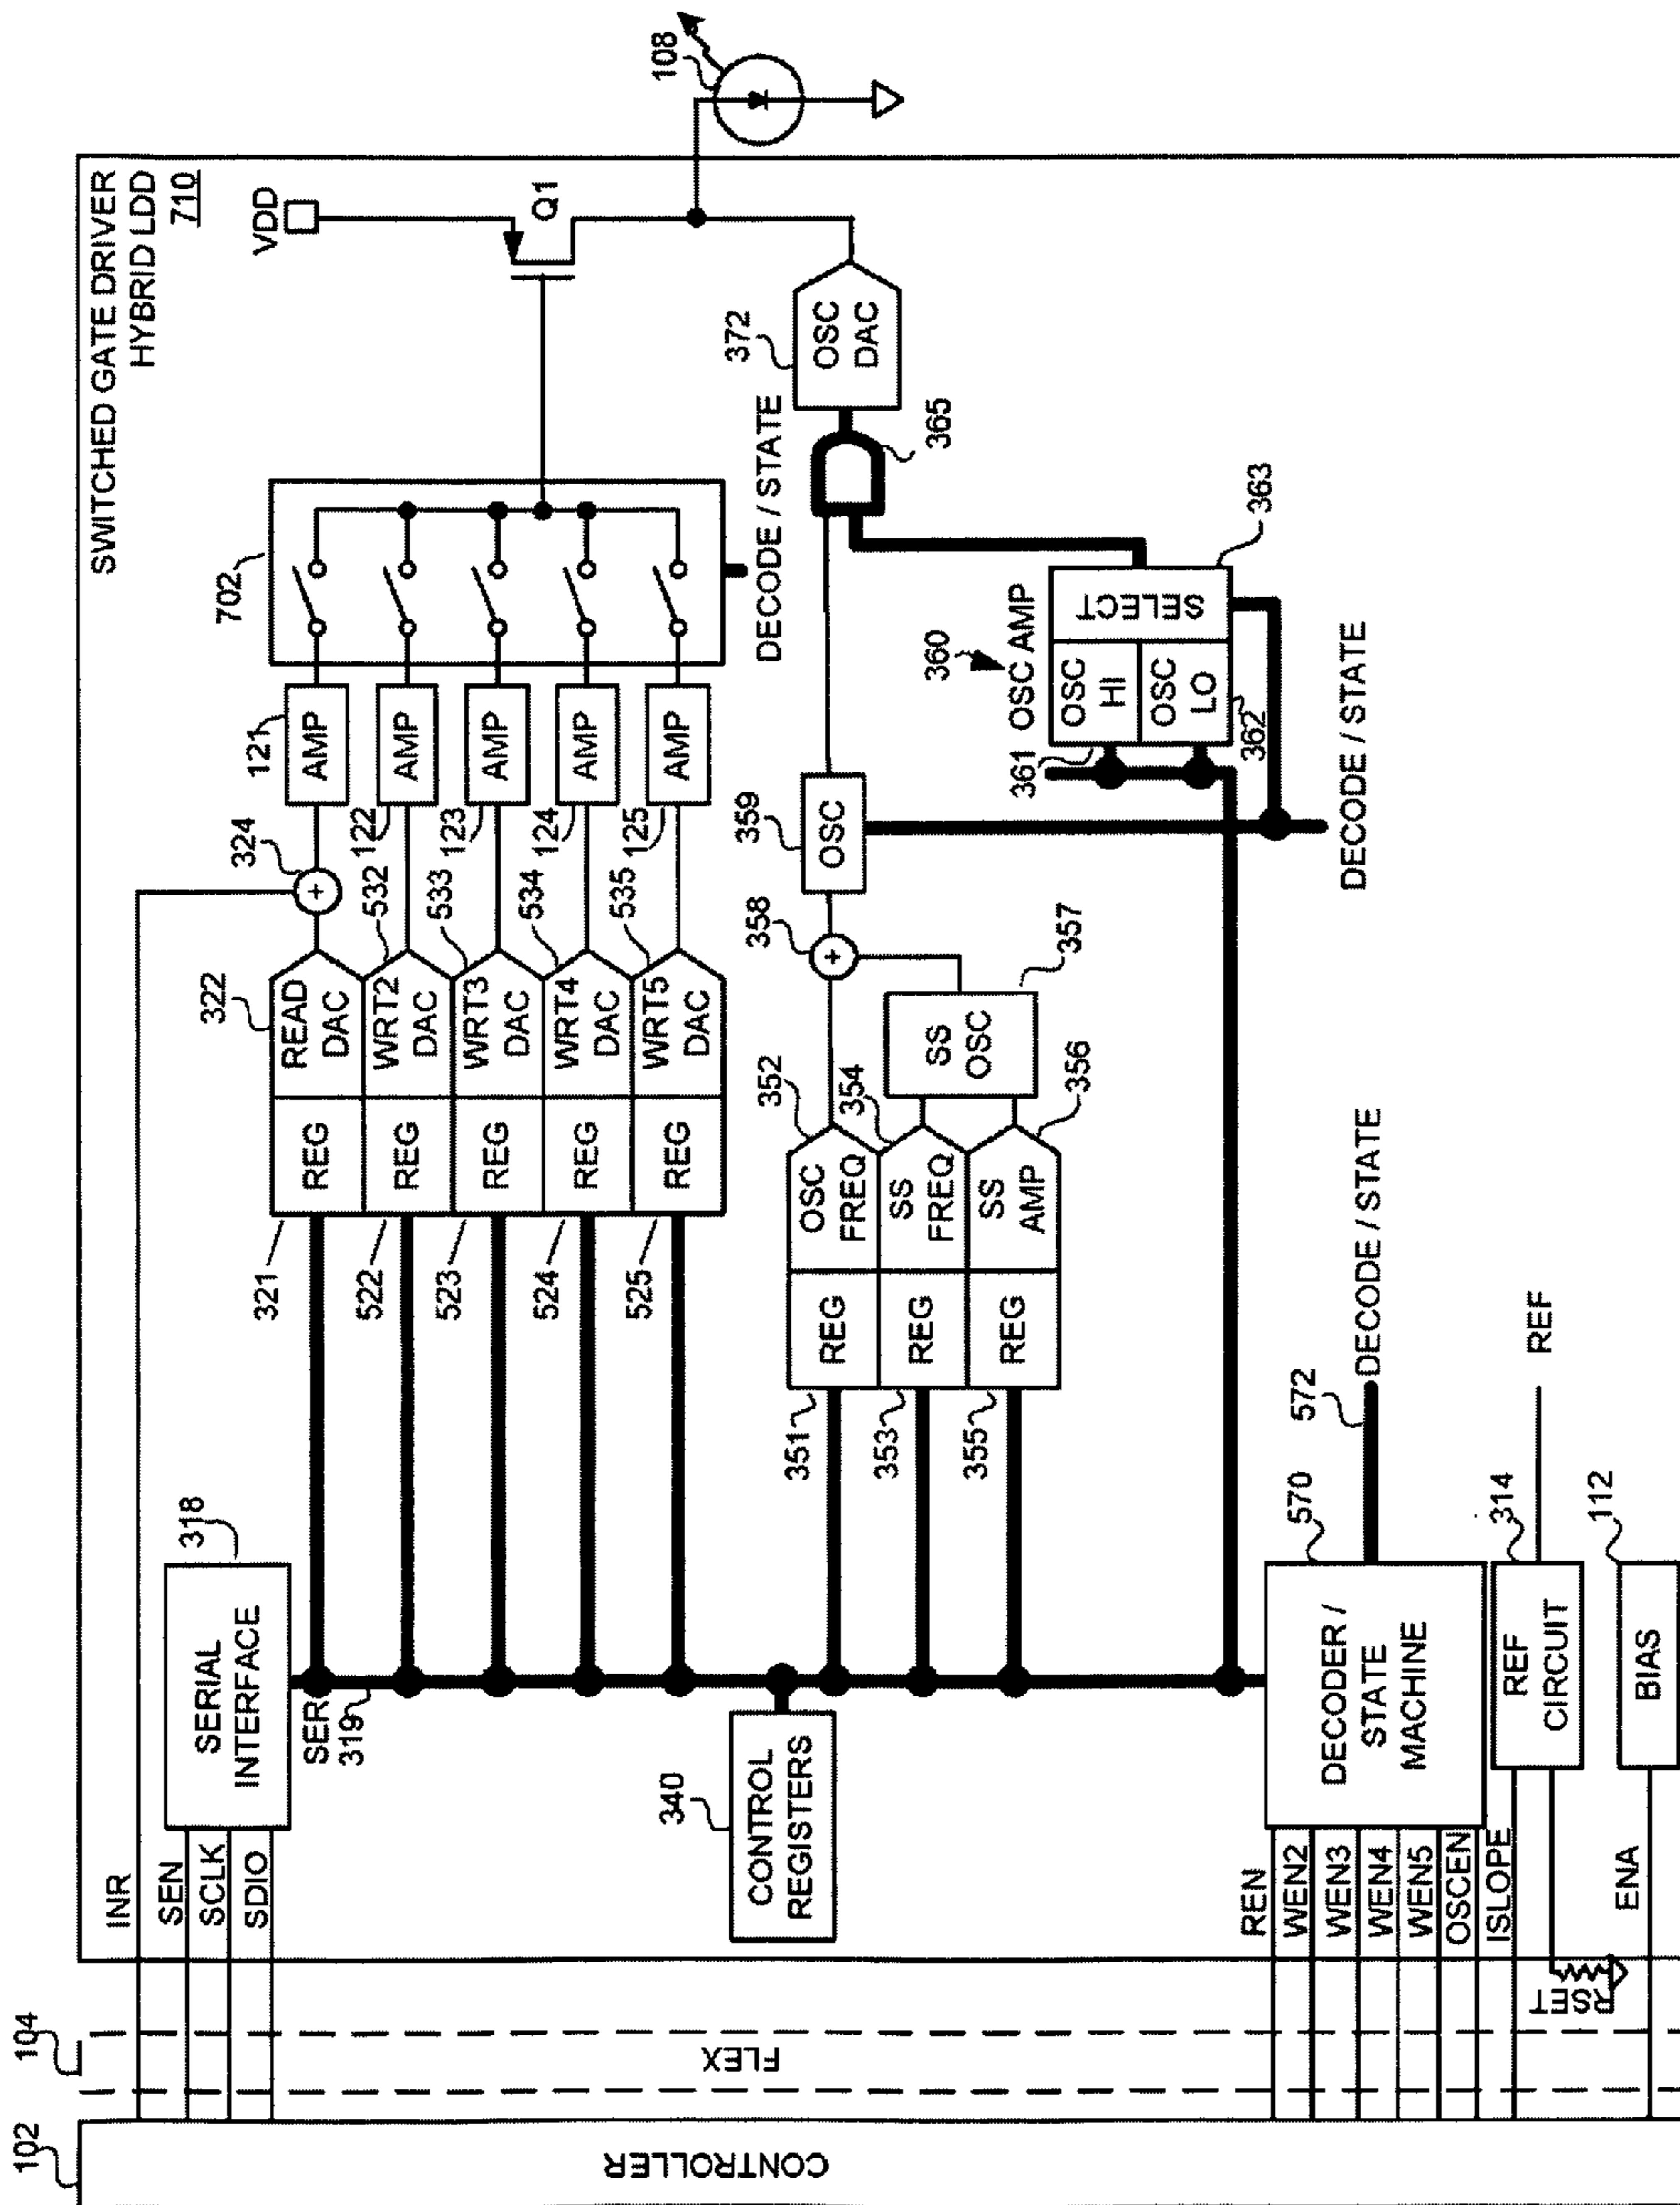 SWITCHED GATE DRIVER
HYBRID LDD
710
102
CONTROLLER
104
FLEX
INR
SEN
SCLK
SDIO
SERIAL
INTERFACE
318
SER
319
321
REG
READ
DAC
322
324
+
121
AMP
702
522
REG
WRT2
DAC
532
122
AMP
523
REG
WRT3
DAC
533
123
AMP
524
REG
WRT4
DAC
534
124
AMP
525
REG
WRT5
DAC
535
125
AMP
DECODE / STATE
VDD
Q1
108
340
CONTROL
REGISTERS
351
REG
OSC
FREQ
352
358
+
359
OSC
353
REG
SS
FREQ
354
SS
OSC
357
355
REG
SS
AMP
356
372
OSC
DAC
365
360
OSC AMP
361
OSC
HI
OSC
LO
362
SELECT
363
DECODE / STATE
REN
WEN2
WEN3
WEN4
WEN5
OSCEN
ISLOPE
DECODER /
STATE
MACHINE
570
572
DECODE / STATE
RSET
REF
CIRCUIT
314
REF
ENA
BIAS
112